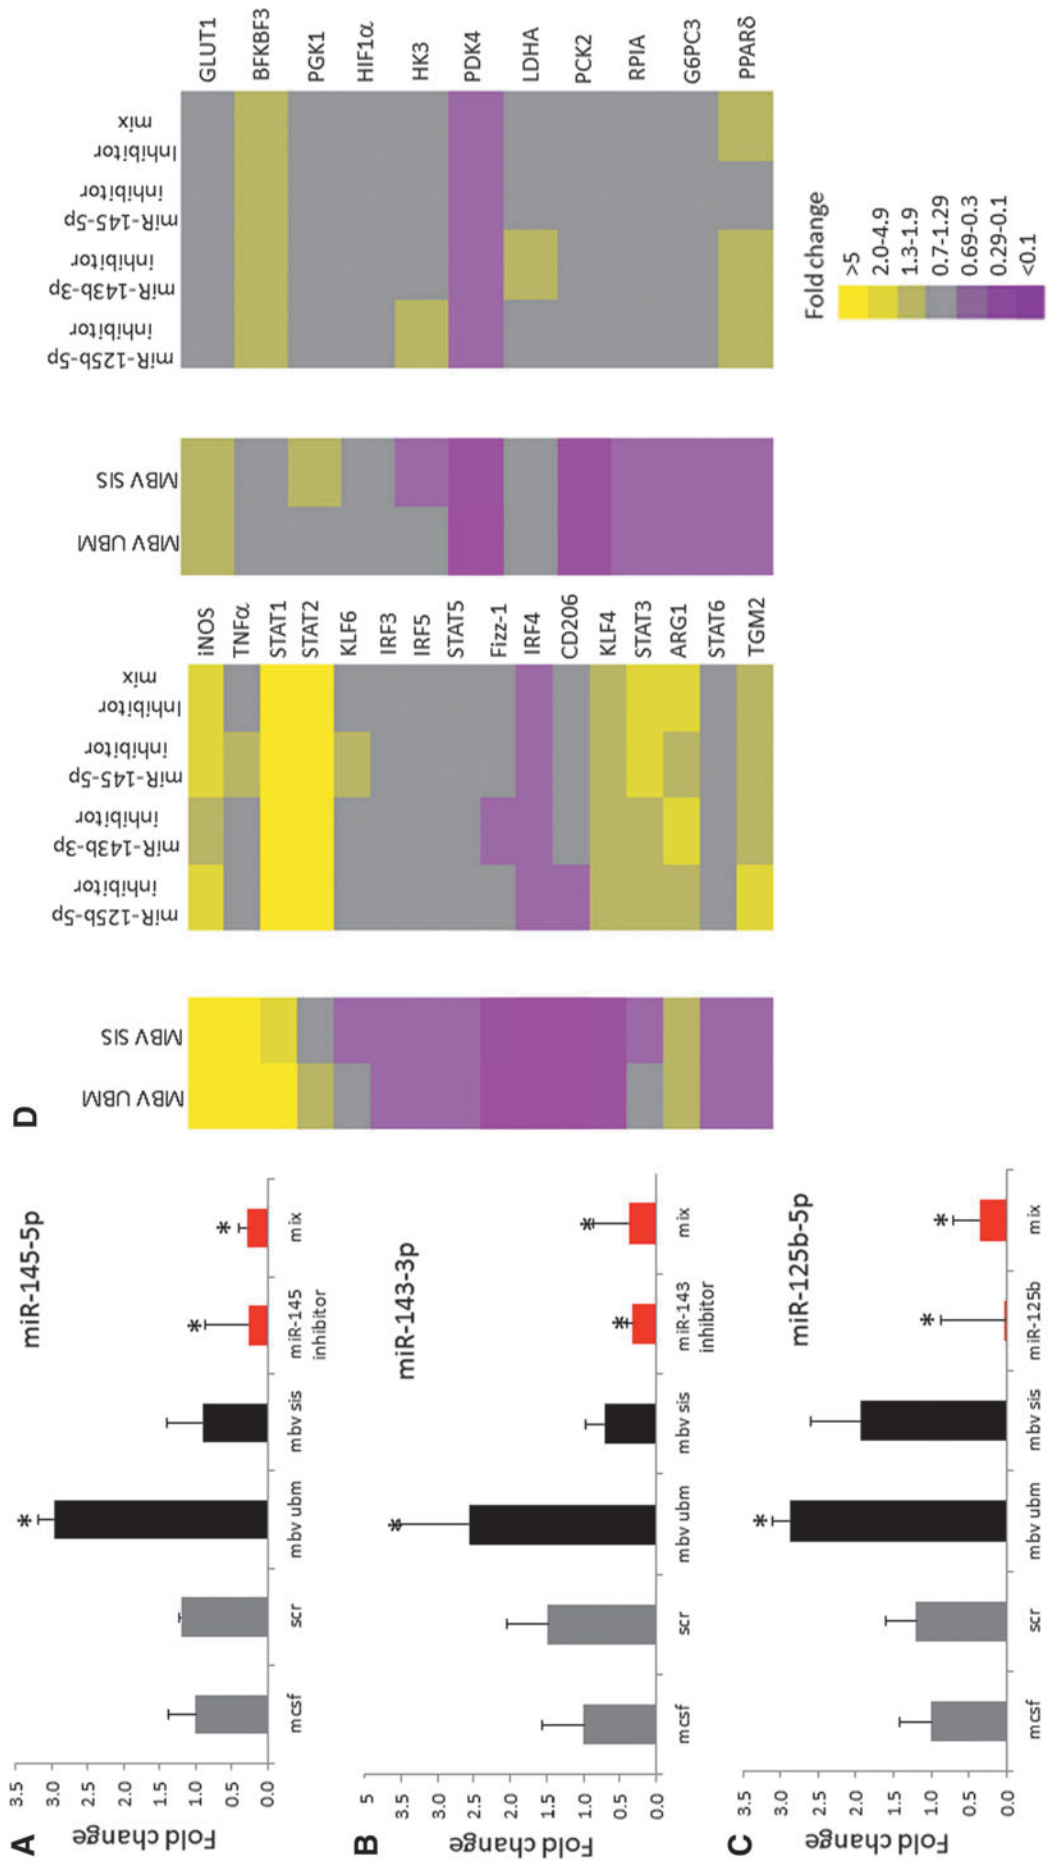 A
miR-145-5p
Fold change
3.5
3.0
2.5
2.0
1.5
1.0
0.5
0.0
*
*
*
mcsf
scr
mbv ubm
mbv sis
miR-145
inhibitor
mix
B
miR-143-3p
Fold change
5
3.5
3.0
2.5
2.0
1.5
1.0
0.5
0.0
*
*
*
mcsf
scr
mbv ubm
mbv sis
miR-143
inhibitor
mix
C
miR-125b-5p
Fold change
3.5
3.0
2.5
2.0
1.5
1.0
0.5
0.0
*
*
*
mcsf
scr
mbv ubm
mbv sis
miR-125b
mix
D
MBV UBM
MBV SIS
miR-125b-5p
inhibitor
miR-143b-3p
inhibitor
miR-145-5p
inhibitor
Inhibitor
mix
iNOS
TNFα
STAT1
STAT2
KLF6
IRF3
IRF5
STAT5
Fizz-1
IRF4
CD206
KLF4
STAT3
ARG1
STAT6
TGM2
MBV UBM
MBV SIS
miR-125b-5p
inhibitor
miR-143b-3p
inhibitor
miR-145-5p
inhibitor
Inhibitor
mix
GLUT1
BFKBF3
PGK1
HIF1α
HK3
PDK4
LDHA
PCK2
RPIA
G6PC3
PPARδ
Fold change
>5
2.0-4.9
1.3-1.9
0.7-1.29
0.69-0.3
0.29-0.1
<0.1